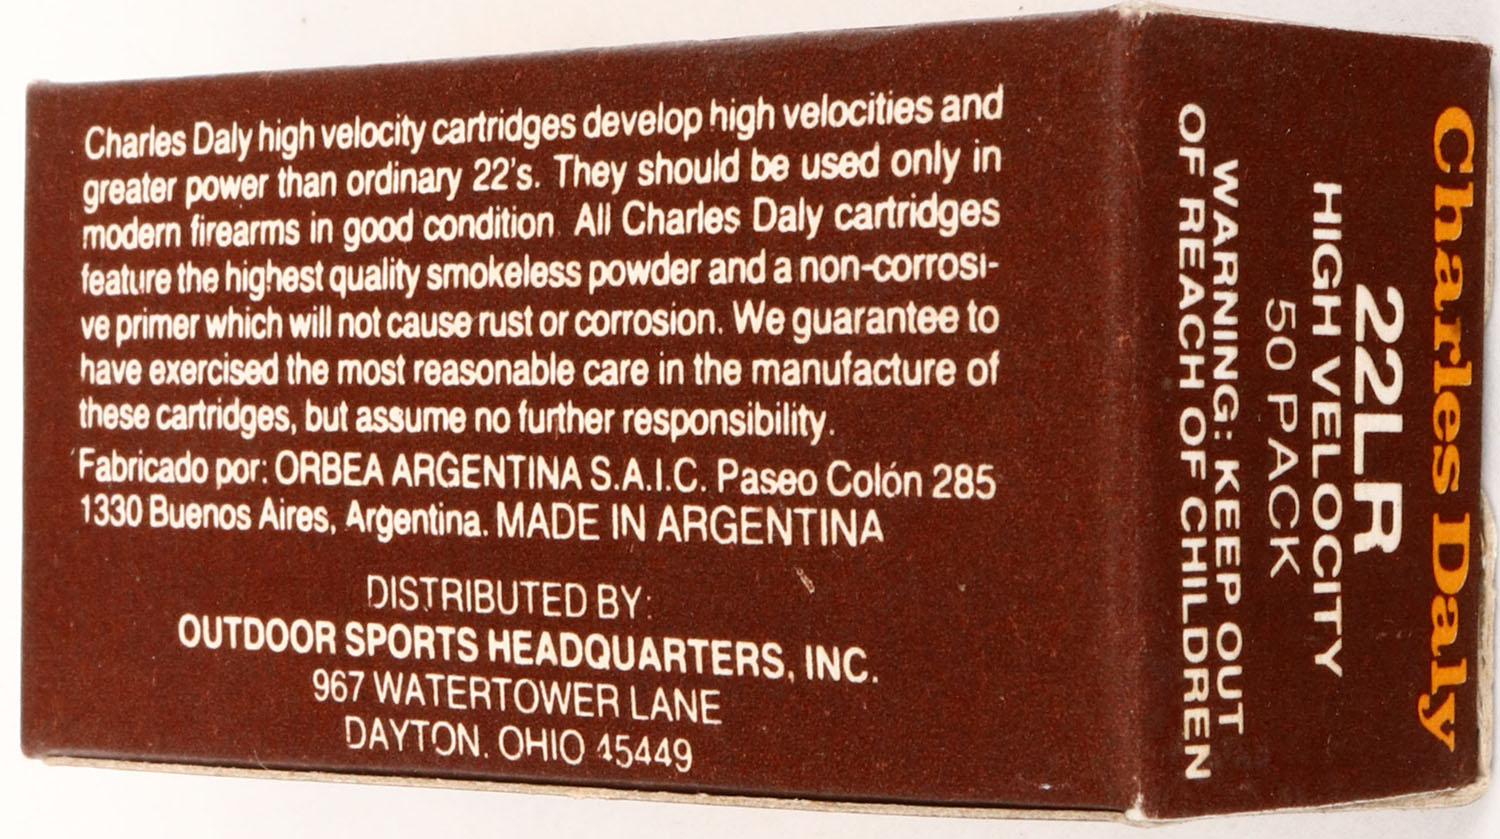 Charles Daly high velocity cartridges develop high velocities and
greater power than ordinary 22's. They should be used only in
modern firearms in good condition. All Charles Daly cartridges
feature the highest quality smokeless powder and a non-corrosi-
ve primer which will not cause rust or corrosion. We guarantee to
have exercised the most reasonable care in the manufacture of
these cartridges, but assume no further responsibility.
Fabricado por: ORBEA ARGENTINA S.A.I.C. Paseo Colón 285
1330 Buenos Aires, Argentina. MADE IN ARGENTINA
DISTRIBUTED BY:
OUTDOOR SPORTS HEADQUARTERS, INC.
967 WATERTOWER LANE
DAYTON. OHIO 45449
Charles Daly
22LR
HIGH VELOCITY
50 PACK
WARNING: KEEP OUT
OF REACH OF CHILDREN